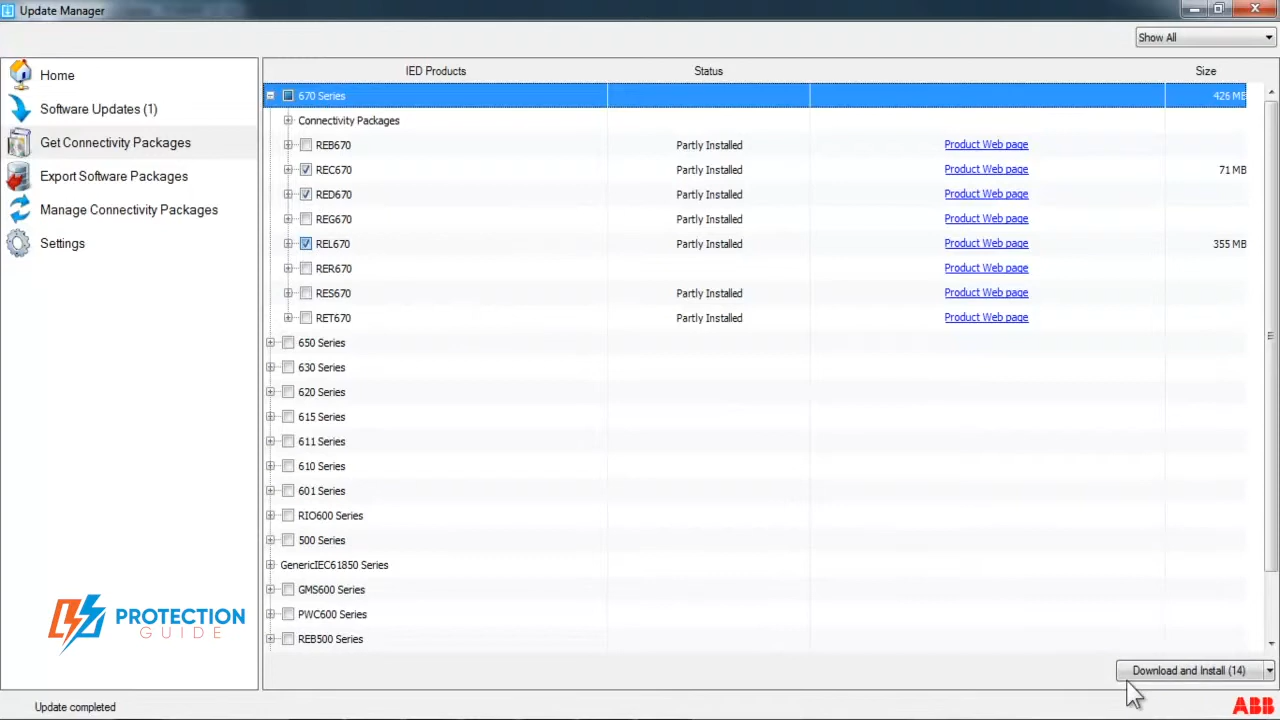 Update Manager
Show All
Home
Software Updates (1)
Get Connectivity Packages
Export Software Packages
Manage Connectivity Packages
Settings
IED Products Status Size
670 Series 426 MB
Connectivity Packages
REB670 Partly Installed Product Web page
REC670 Partly Installed Product Web page 71 MB
RED670 Partly Installed Product Web page
REG670 Partly Installed Product Web page
REL670 Partly Installed Product Web page 355 MB
RER670 Product Web page
RES670 Partly Installed Product Web page
RET670 Partly Installed Product Web page
650 Series
630 Series
620 Series
615 Series
611 Series
610 Series
601 Series
RIO600 Series
500 Series
GenericIEC61850 Series
GMS600 Series
PWC600 Series
REB500 Series
PROTECTION
GUIDE
Download and Install (14)
Update completed
ABB